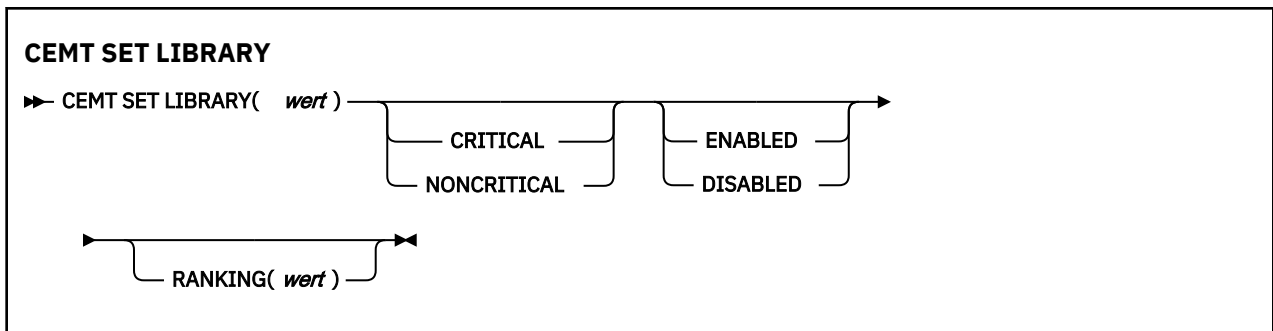 CEMT SET LIBRARY
CEMT SET LIBRARY( wert )
CRITICAL ENABLED
NONCRITICAL DISABLED
RANKING( wert )